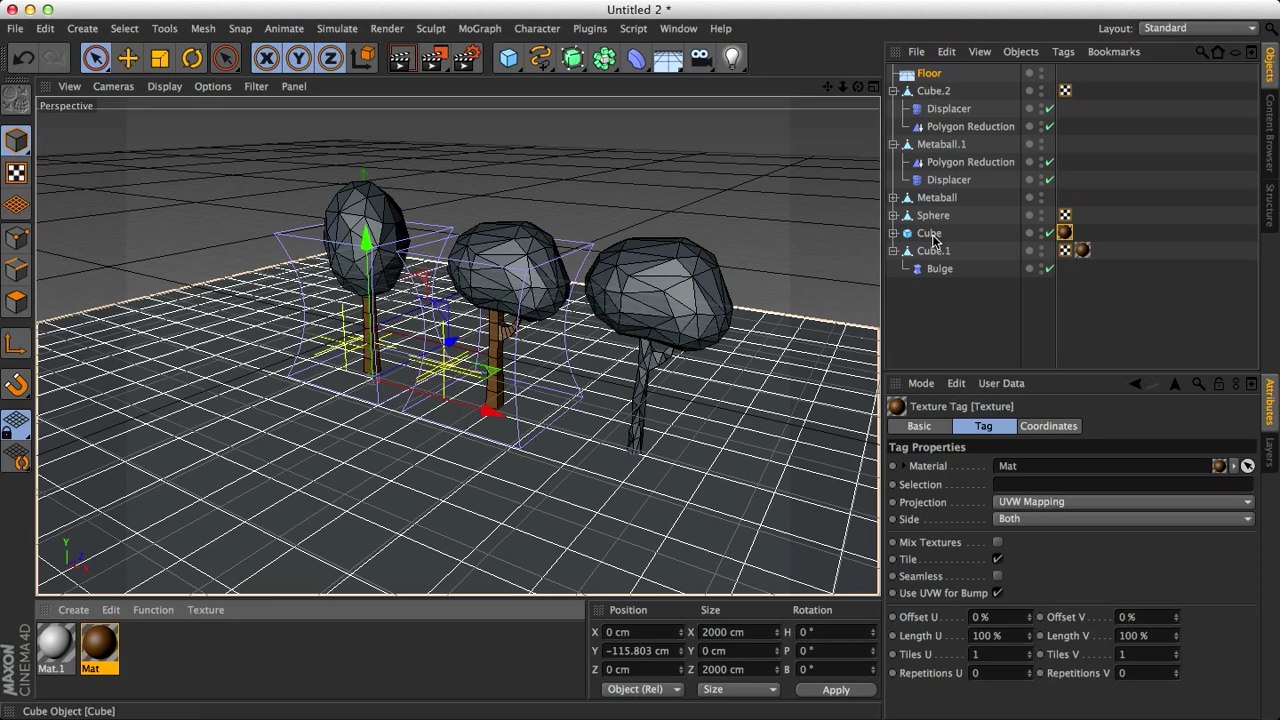 Untitled 2 *
File Edit Create Select Tools Mesh Snap Animate Simulate Render Sculpt MoGraph Character Plugins Script Window Help Layout: Standard
X Y Z
File Edit View Objects Tags Bookmarks
View Cameras Display Options Filter Panel
Perspective
Floor
Cube.2
Displacer
Polygon Reduction
Metaball.1
Polygon Reduction
Displacer
Metaball
Sphere
Cube
Cube.1
Bulge
Objects
Content Browser
Structure
Mode Edit User Data
Texture Tag [Texture]
Basic Tag Coordinates
Tag Properties
Material Mat
Selection
Projection UVW Mapping
Side Both
Mix Textures
Tile
Seamless
Use UVW for Bump
Offset U 0 % Offset V 0 %
Length U 100 % Length V 100 %
Tiles U 1 Tiles V 1
Repetitions U 0 Repetitions V 0
Attributes
Layers
Y Z X
Create Edit Function Texture
Mat.1 Mat
MAXON
CINEMA 4D
Position Size Rotation
X 0 cm X 2000 cm H 0 °
Y -115.803 cm Y 0 cm P 0 °
Z 0 cm Z 2000 cm B 0 °
Object (Rel) Size Apply
Cube Object [Cube]